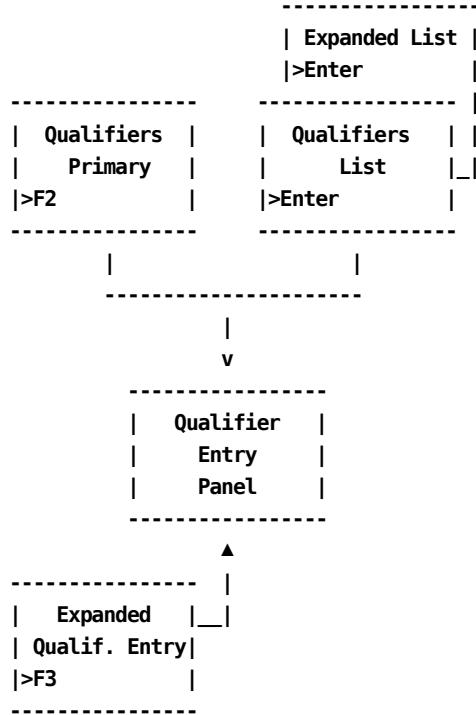 Expanded List
>Enter
Qualifiers Qualifiers
Primary List
>F2 >Enter
v
Qualifier
Entry
Panel
Expanded
Qualif. Entry
>F3